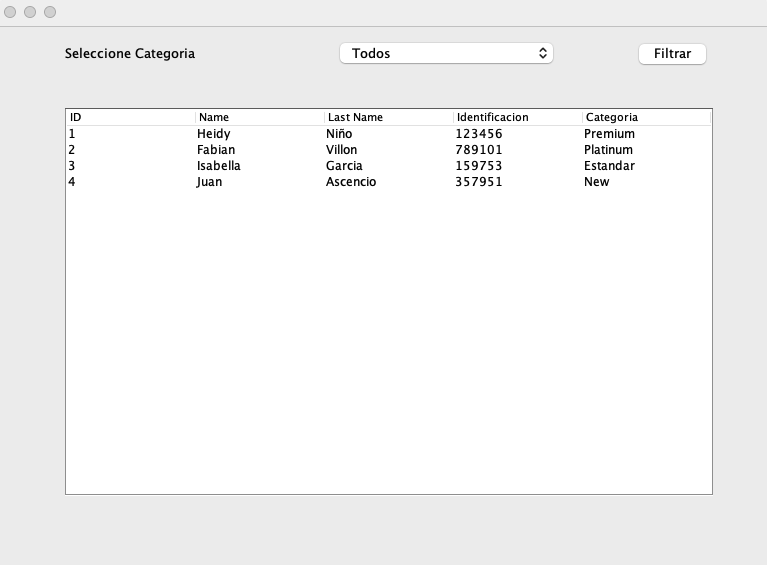 Seleccione Categoria Todos Filtrar
ID Name Last Name Identificacion Categoria
1 Heidy Niño 123456 Premium
2 Fabian Villon 789101 Platinum
3 Isabella Garcia 159753 Estandar
4 Juan Ascencio 357951 New